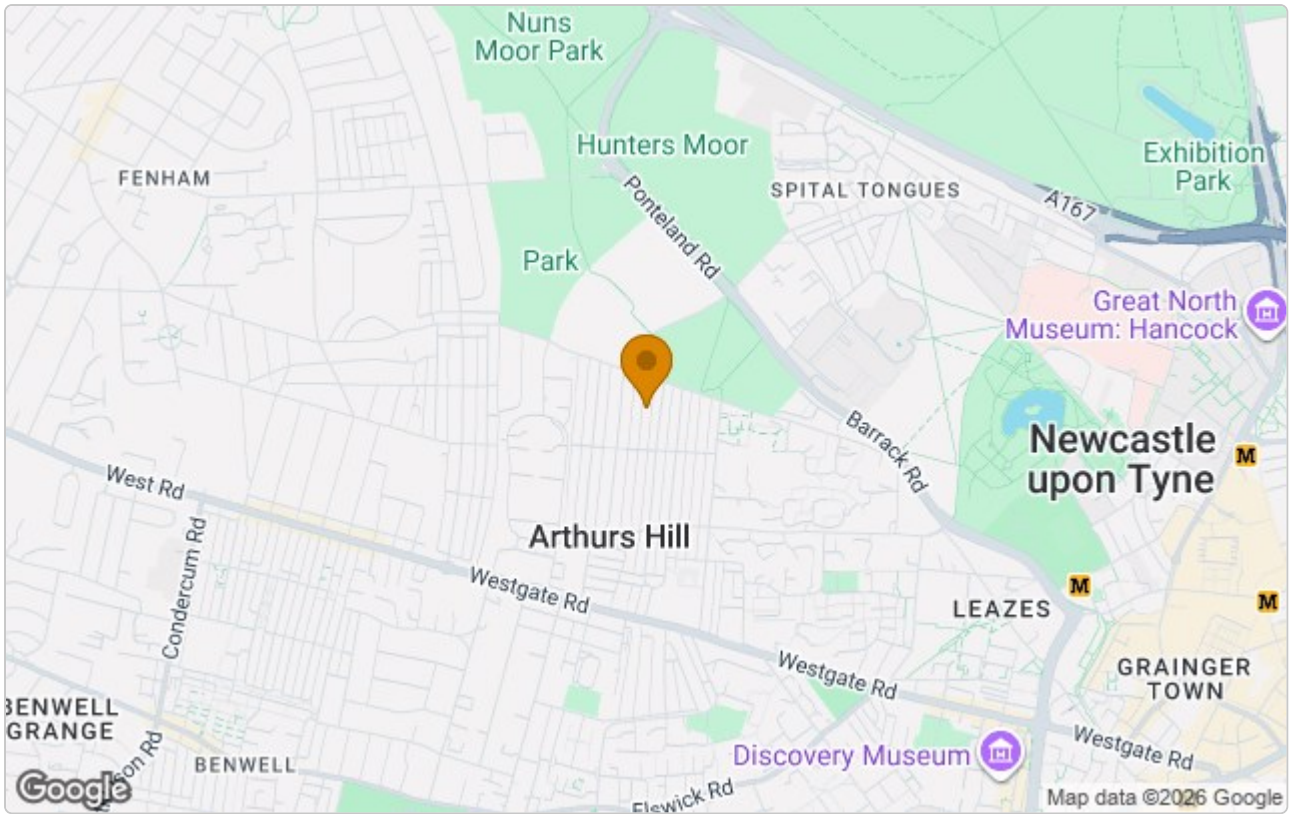 Nuns
Moor Park
Hunters Moor
Exhibition
Park
FENHAM
SPITAL TONGUES
Ponteland Rd
A167
Park
Great North
Museum: Hancock
Barrack Rd
Newcastle
upon Tyne
M
West Rd
Arthurs Hill
Condercum Rd
Westgate Rd
M
M
LEAZES
Westgate Rd
GRAINGER
TOWN
BENWELL
GRANGE
son Rd
Westgate Rd
Discovery Museum
BENWELL
Elswick Rd
Google
Map data ©2026 Google